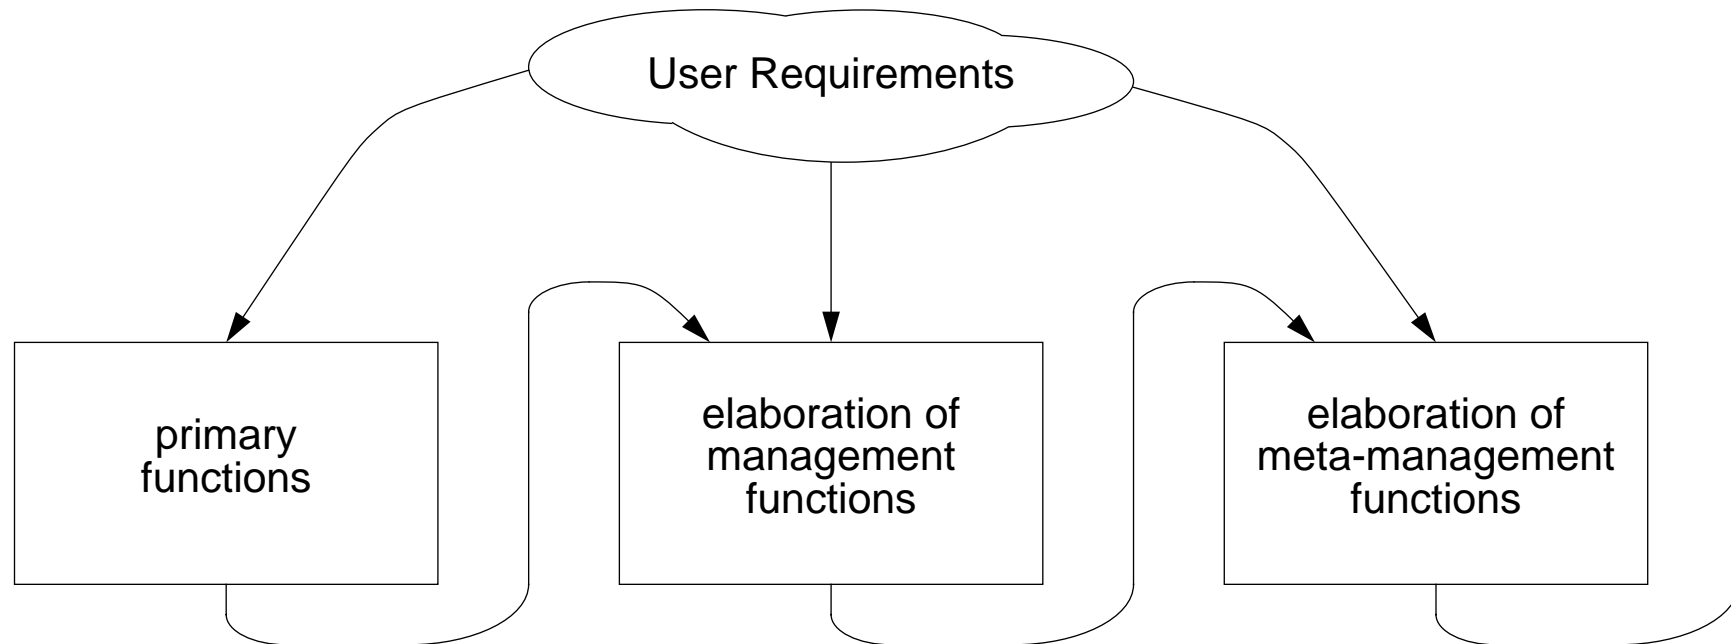 User Requirements
primary
functions
elaboration of
management
functions
elaboration of
meta-management
functions